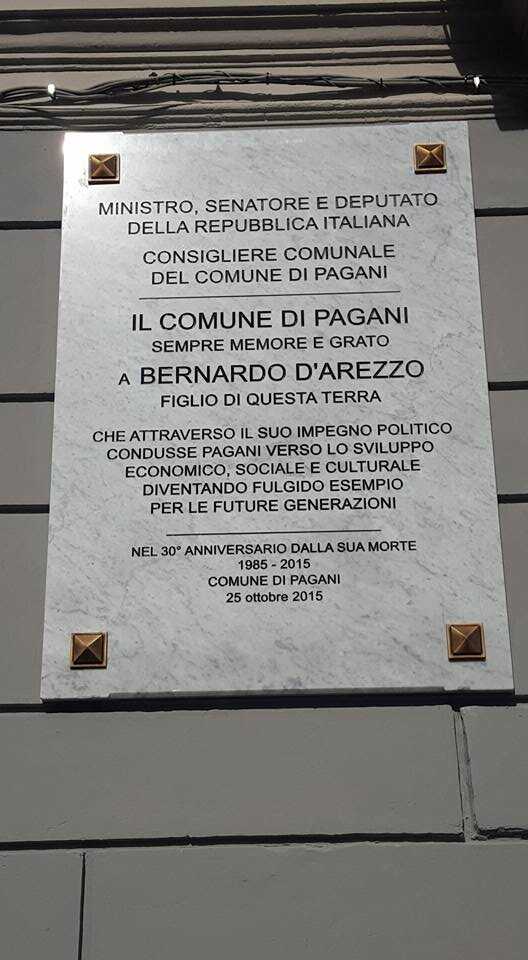 MINISTRO, SENATORE E DEPUTATO
DELLA REPUBBLICA ITALIANA
CONSIGLIERE COMUNALE
DEL COMUNE DI PAGANI
IL COMUNE DI PAGANI
SEMPRE MEMORE E GRATO
A BERNARDO D'AREZZO
FIGLIO DI QUESTA TERRA
CHE ATTRAVERSO IL SUO IMPEGNO POLITICO
CONDUSSE PAGANI VERSO LO SVILUPPO
ECONOMICO, SOCIALE E CULTURALE
DIVENTANDO FULGIDO ESEMPIO
PER LE FUTURE GENERAZIONI
NEL 30° ANNIVERSARIO DALLA SUA MORTE
1985 - 2015
COMUNE DI PAGANI
25 ottobre 2015